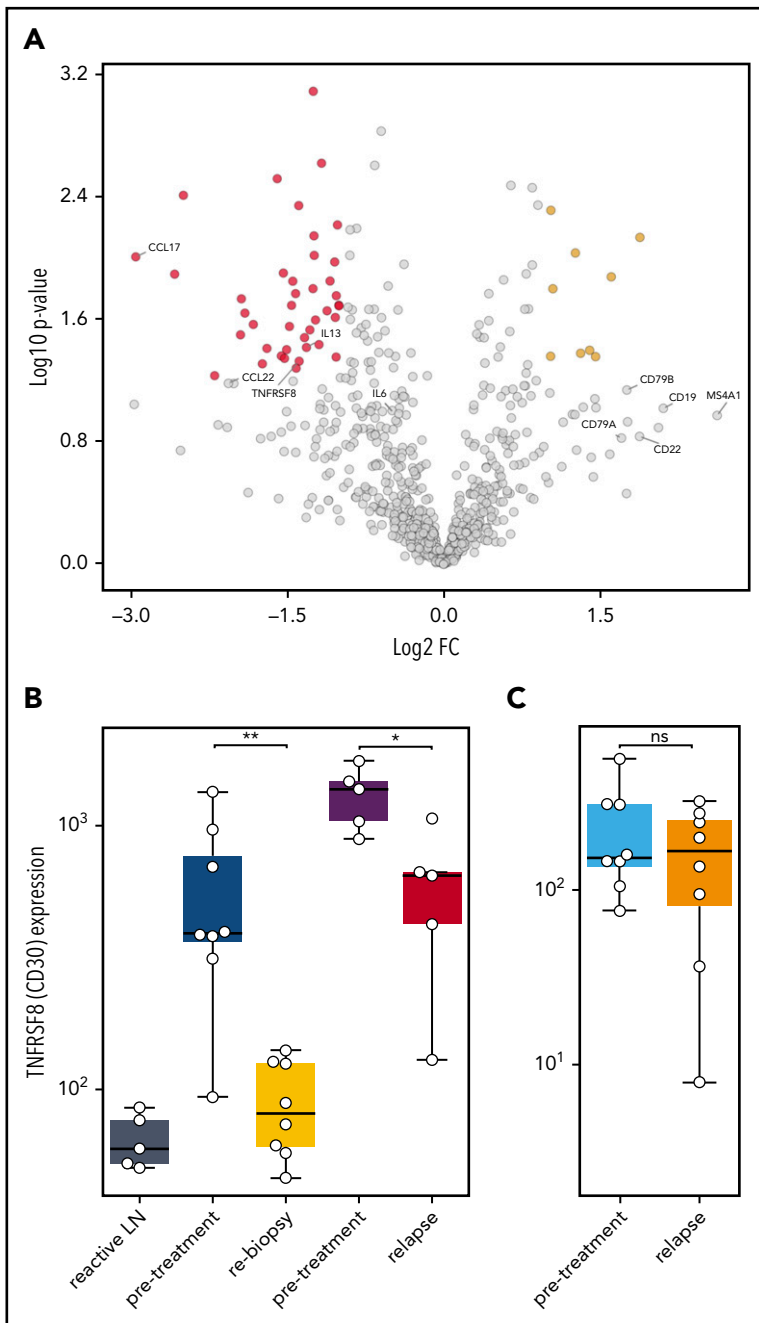 A
3.2
2.4
1.6
0.8
0.0
Log10 p-value
CCL17
IL13
CCL22
TNFRSF8
IL6
CD79B
CD19
MS4A1
CD79A
CD22
–3.0
–1.5
0.0
1.5
Log2 FC
B
**
*
10³
10²
TNFRSF8 (CD30) expression
reactive LN
pre-treatment
re-biopsy
pre-treatment
relapse
C
ns
10²
10¹
pre-treatment
relapse